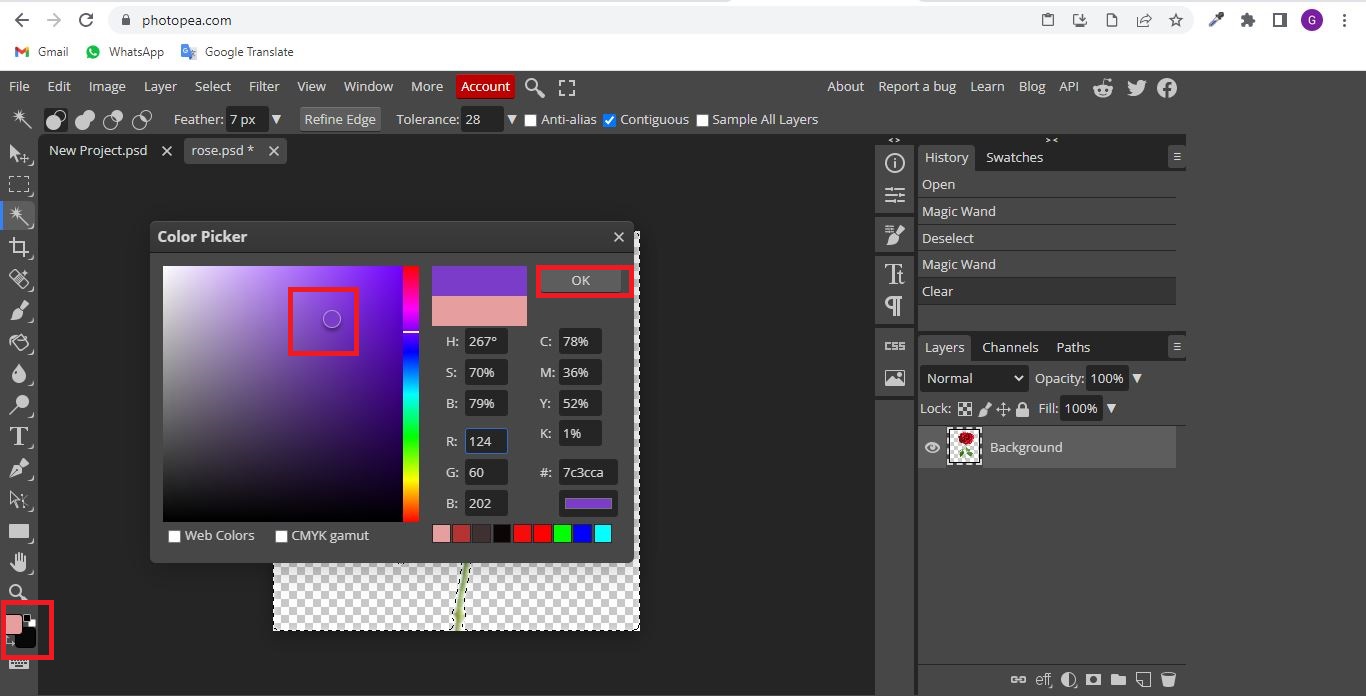 photopea.com
G
Gmail WhatsApp Google Translate
File Edit Image Layer Select Filter View Window More Account About Report a bug Learn Blog API
Feather: 7 px Refine Edge Tolerance: 28 Anti-alias Contiguous Sample All Layers
New Project.psd rose.psd *
History Swatches
Open
Magic Wand
Deselect
Magic Wand
Clear
Color Picker
OK
H: 267° C: 78%
S: 70% M: 36%
B: 79% Y: 52%
K: 1%
R: 124
G: 60 #: 7c3cca
B: 202
Web Colors CMYK gamut
CSS
Layers Channels Paths
Normal Opacity: 100%
Lock: Fill: 100%
Background
eff